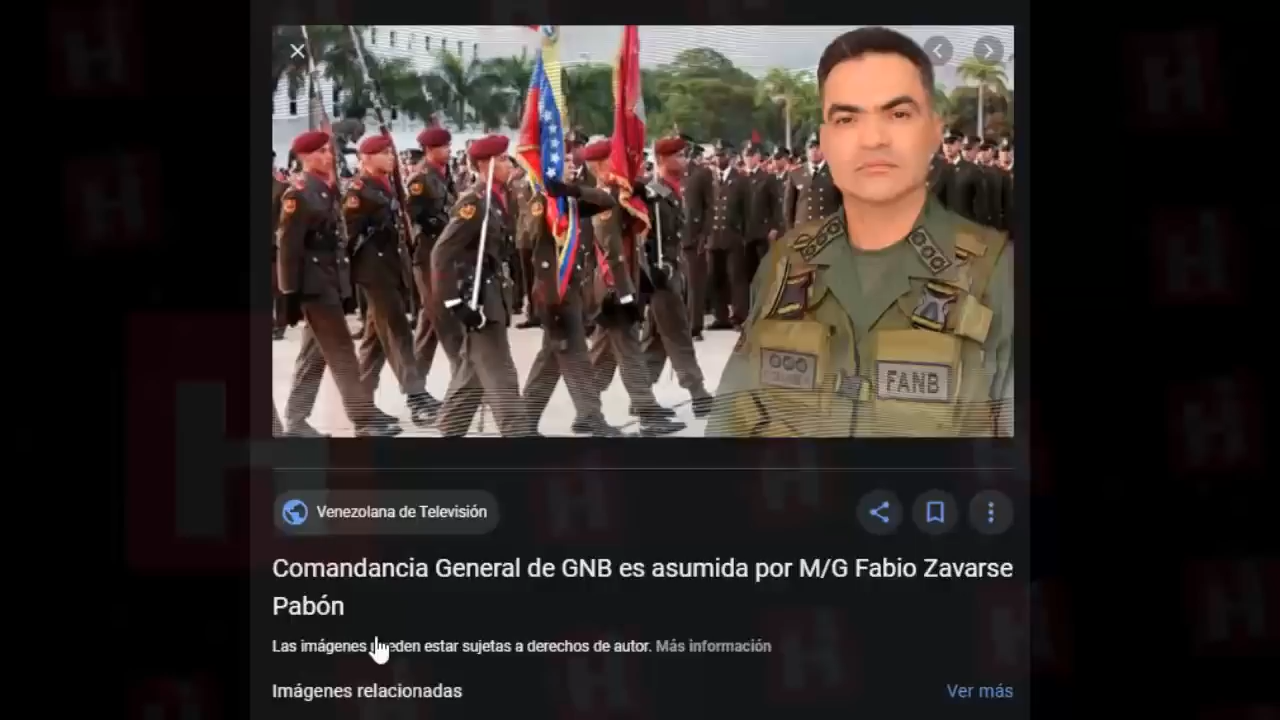 FANB
Venezolana de Televisión
Comandancia General de GNB es asumida por M/G Fabio Zavarse
Pabón
Las imágenes pueden estar sujetas a derechos de autor. Más información
Imágenes relacionadas
Ver más